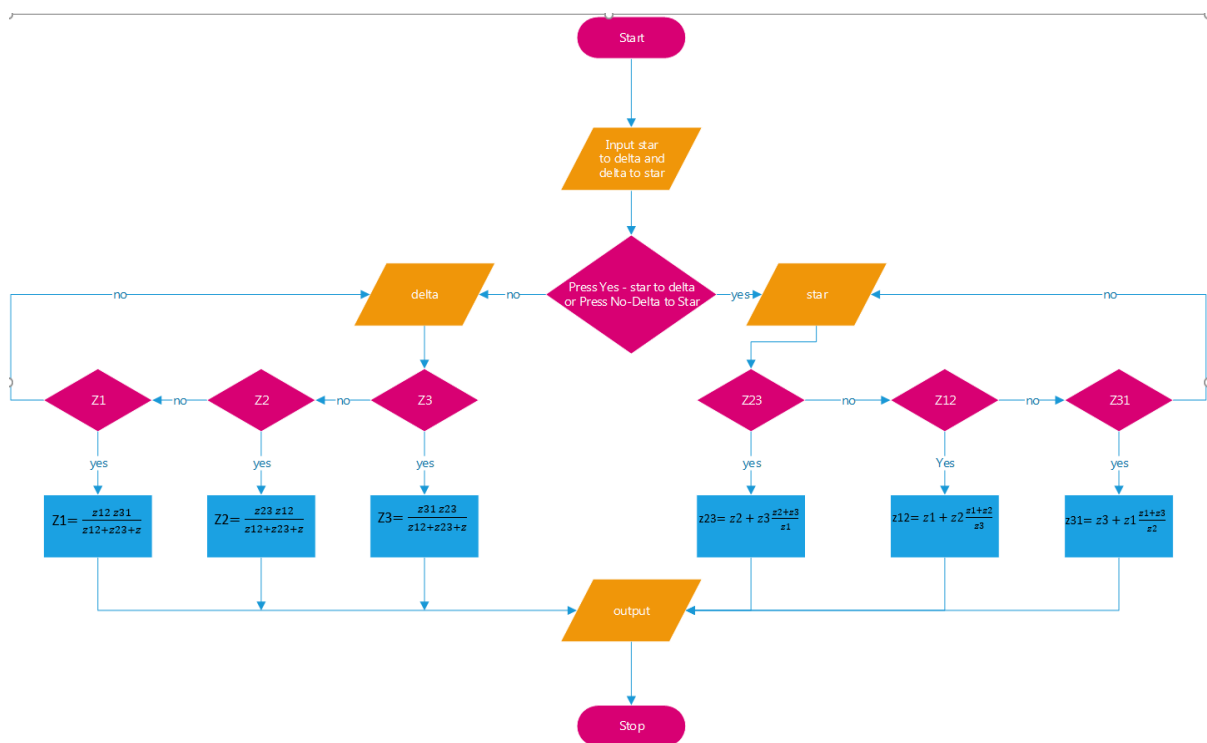 Start
Input star
to delta and
delta to star
Press Yes - star to delta
or Press No-Delta to Star
no
yes
delta
star
no
no
Z1
no
Z2
no
Z3
Z23
no
Z12
no
Z31
yes
yes
yes
yes
Yes
yes
Z1= z12 z31 / z12+z23+z
Z2= z23 z12 / z12+z23+z
Z3= z31 z23 / z12+z23+z
z23= z2 + z3 z2+z3 / z1
z12= z1 + z2 z1+z2 / z3
z31= z3 + z1 z1+z3 / z2
output
Stop